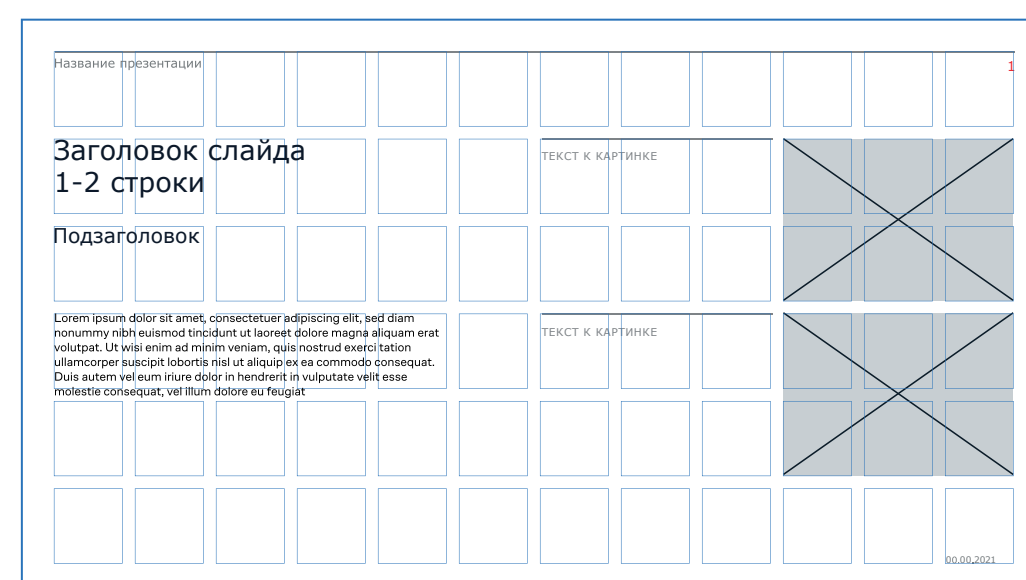 Название презентации
1
Заголовок слайда
1-2 строки
Подзаголовок
Lorem ipsum dolor sit amet, consectetuer adipiscing elit, sed diam
nonummy nibh euismod tincidunt ut laoreet dolore magna aliquam erat
volutpat. Ut wisi enim ad minim veniam, quis nostrud exerci tation
ullamcorper suscipit lobortis nisl ut aliquip ex ea commodo consequat.
Duis autem vel eum iriure dolor in hendrerit in vulputate velit esse
molestie consequat, vel illum dolore eu feugiat
ТЕКСТ К КАРТИНКЕ
ТЕКСТ К КАРТИНКЕ
00.00.2021